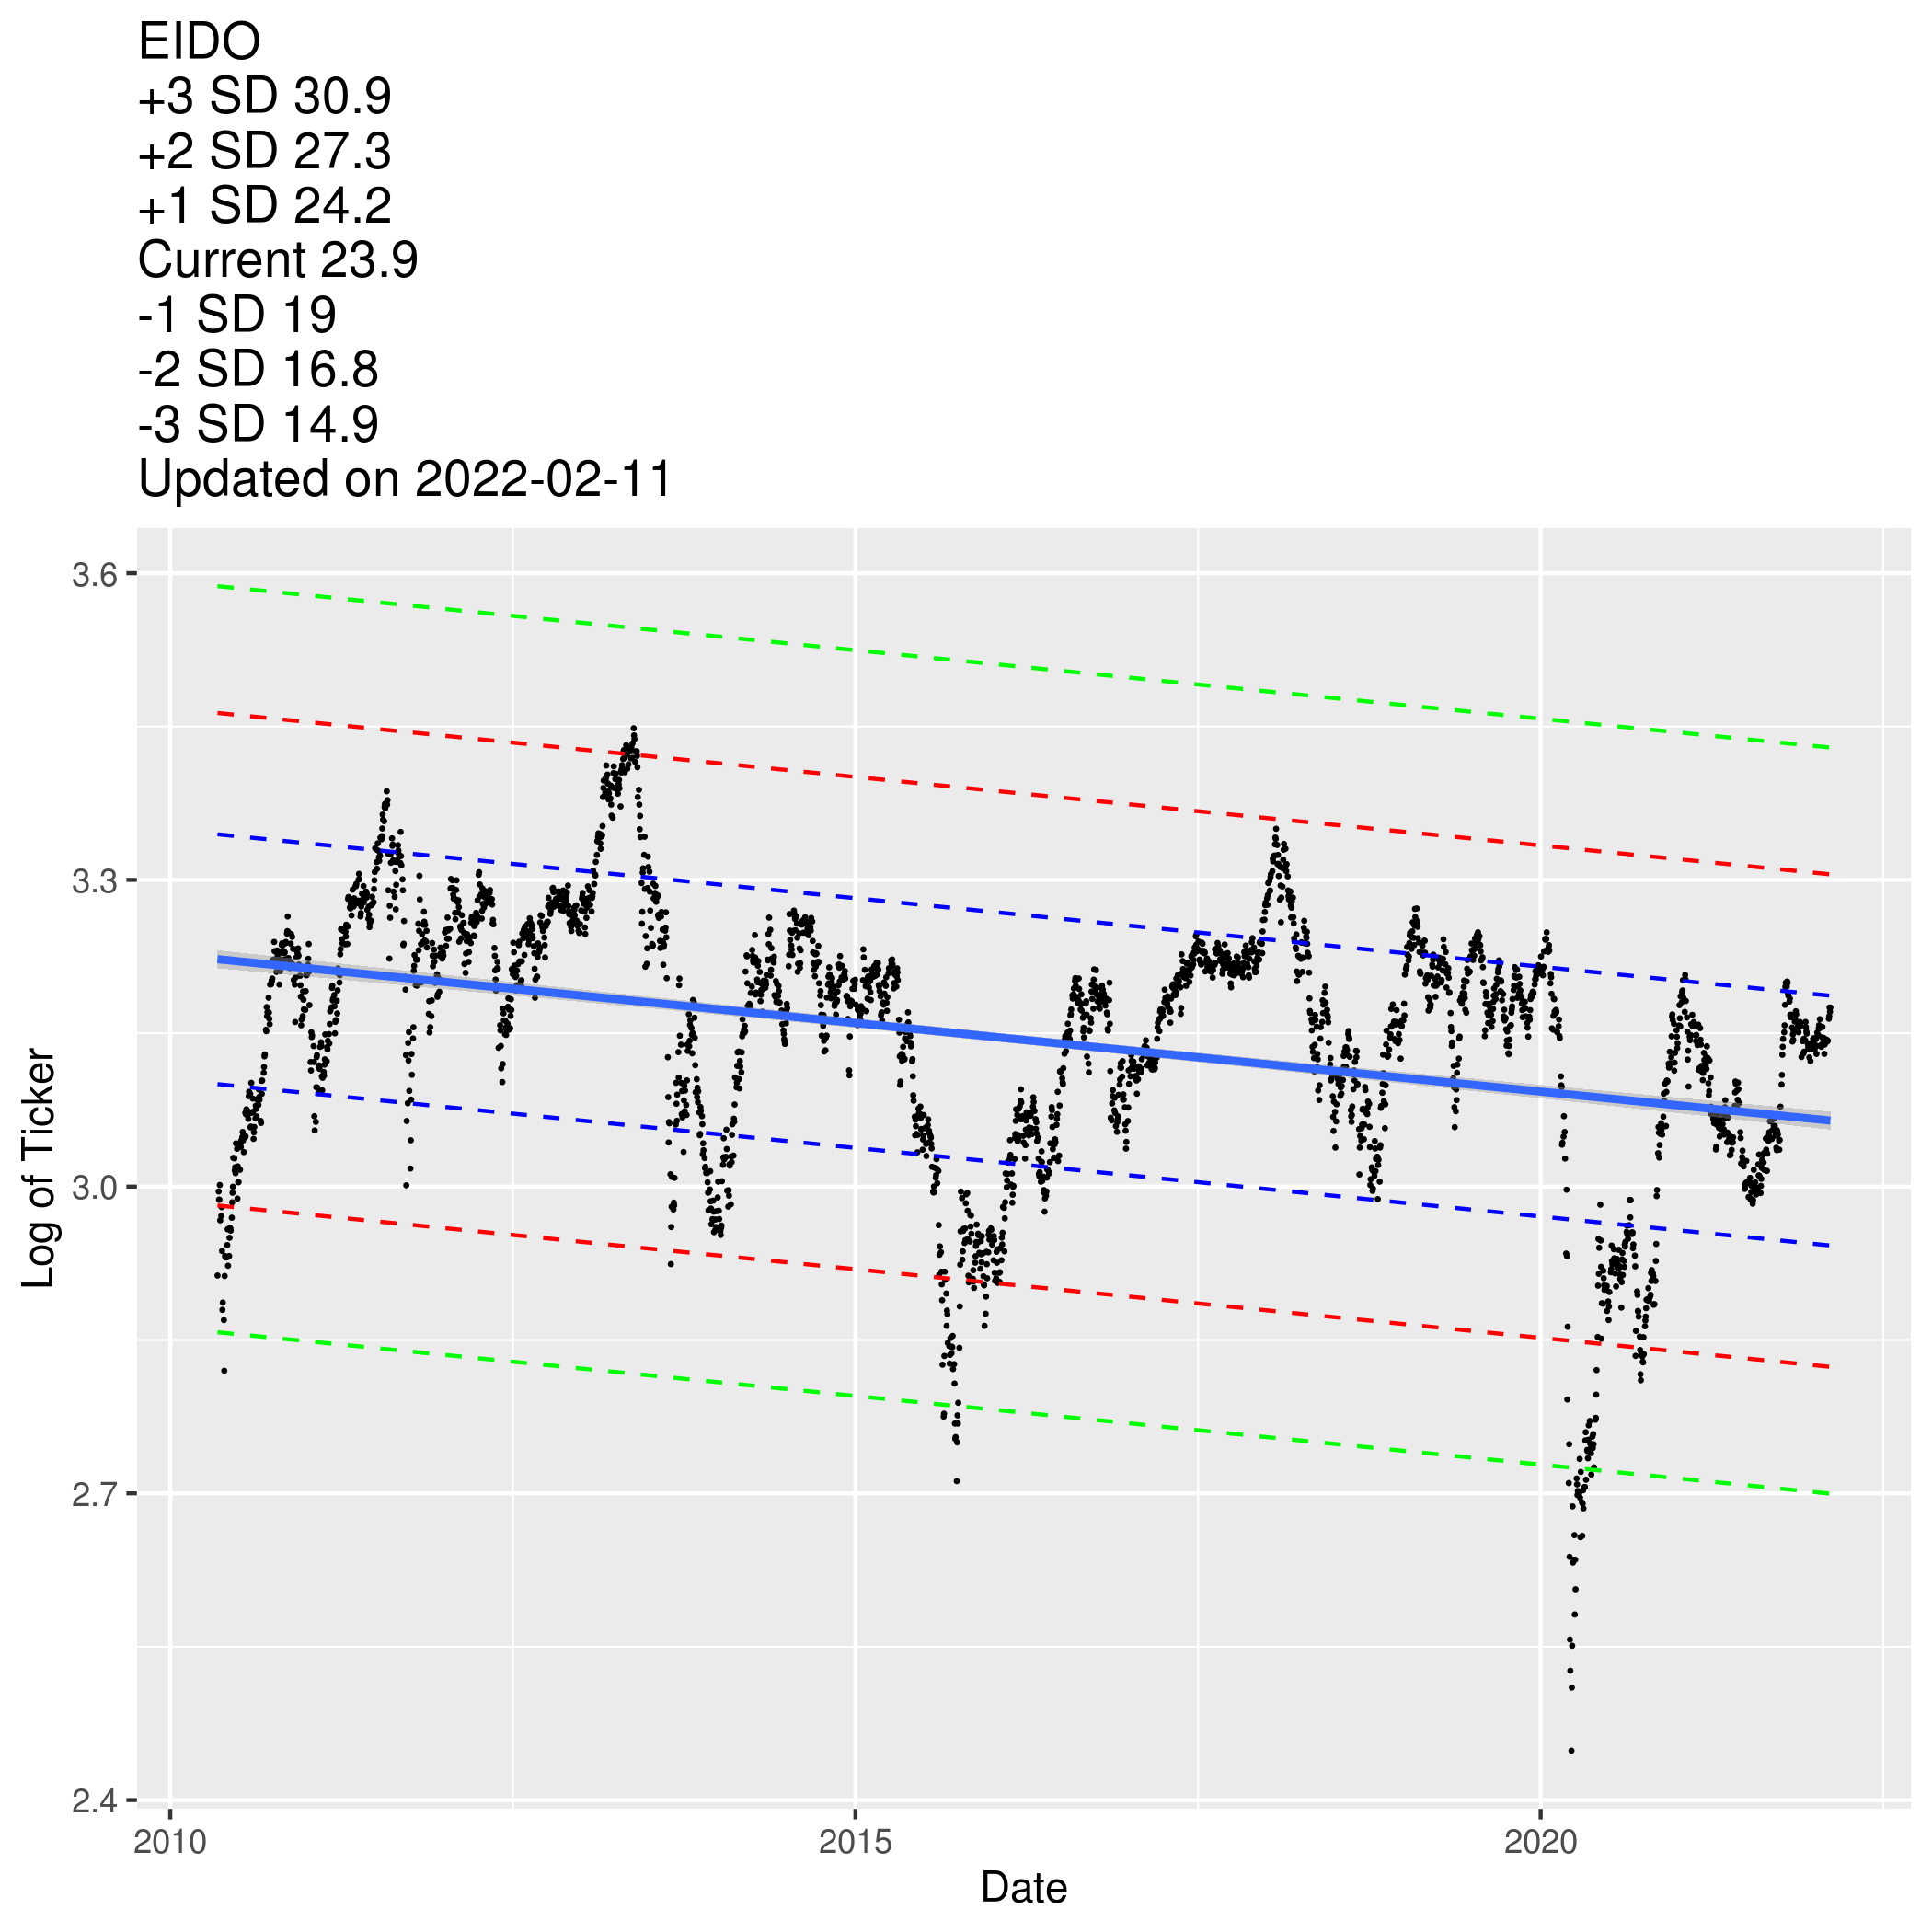 EIDO
+3 SD 30.9
+2 SD 27.3
+1 SD 24.2
Current 23.9
-1 SD 19
-2 SD 16.8
-3 SD 14.9
Updated on 2022-02-11
3.6
3.3
3.0
2.7
2.4
Log of Ticker
2010
2015
2020
Date